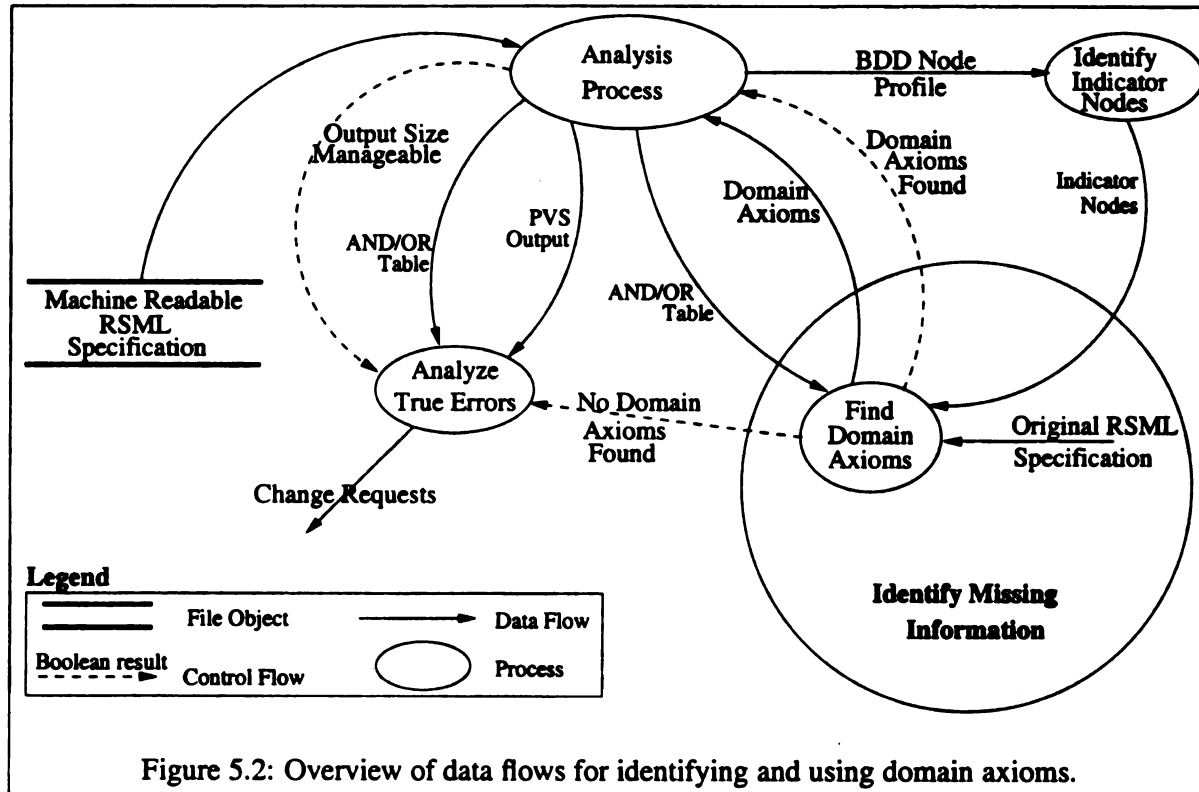 Analysis
Process
BDD Node
Profile
Identify
Indicator
Nodes
Output Size
Manageable
Domain
Axioms
Found
Domain
Axioms
Indicator
Nodes
PVS
Output
AND/OR
Table
AND/OR
Table
Machine Readable
RSML
Specification
Analyze
True Errors
No Domain
Axioms
Found
Find
Domain
Axioms
Original RSML
Specification
Change Requests
Identify Missing
Information
Legend
File Object
Data Flow
Boolean result
Control Flow
Process
Figure 5.2: Overview of data flows for identifying and using domain axioms.